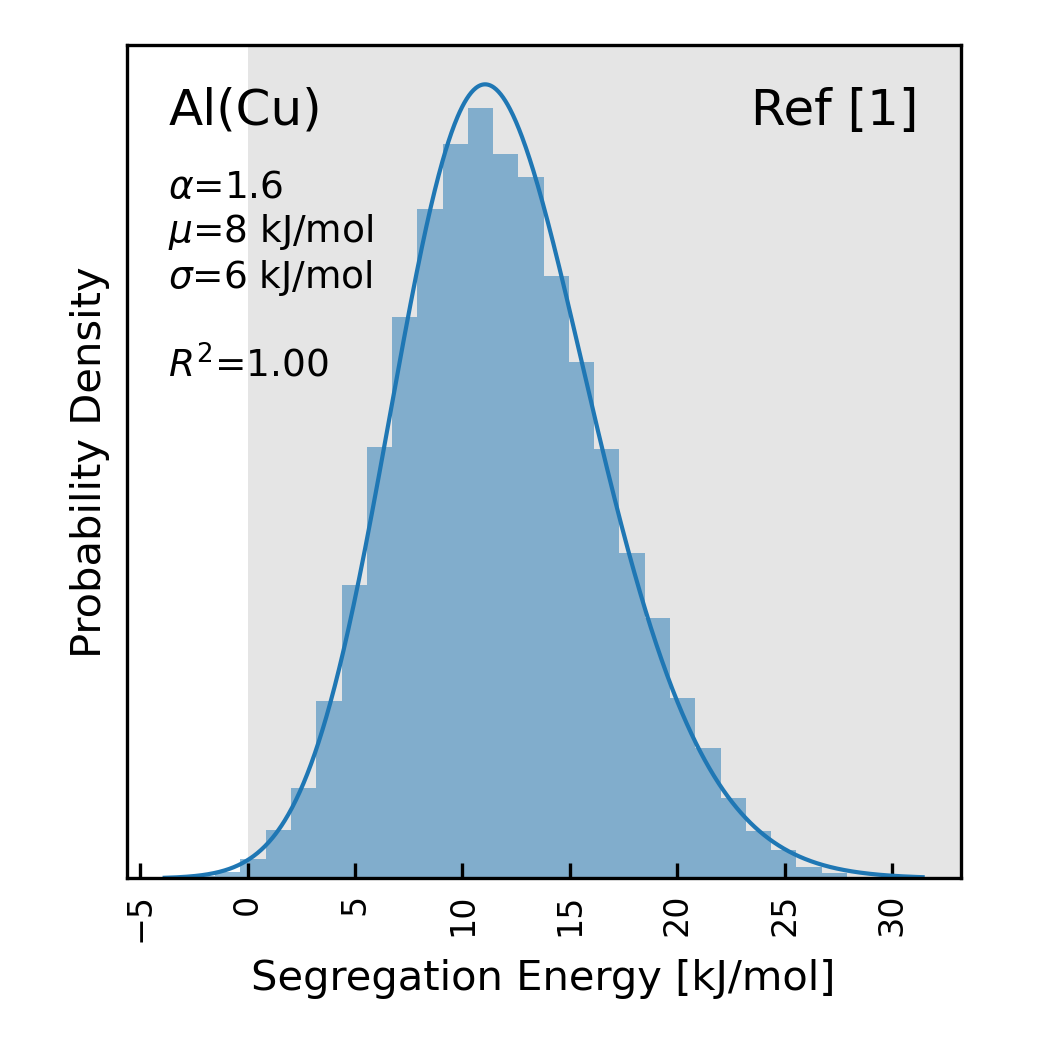 Al(Cu)
Ref [1]
α=1.6
μ=8 kJ/mol
σ=6 kJ/mol
R²=1.00
Probability Density
−5 0 5 10 15 20 25 30
Segregation Energy [kJ/mol]